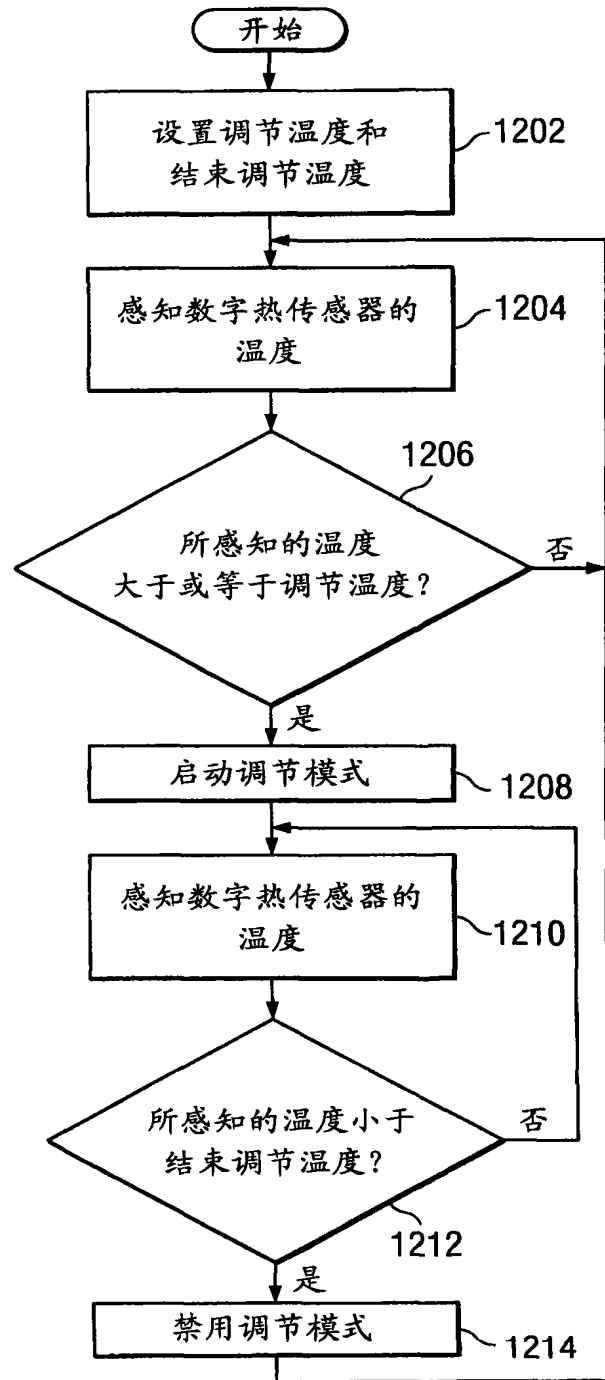 开始
设置调节温度和
结束调节温度
1202
感知数字热传感器的
温度
1204
1206
所感知的温度
大于或等于调节温度?
否
是
启动调节模式
1208
感知数字热传感器的
温度
1210
所感知的温度小于
结束调节温度?
否
1212
是
禁用调节模式
1214